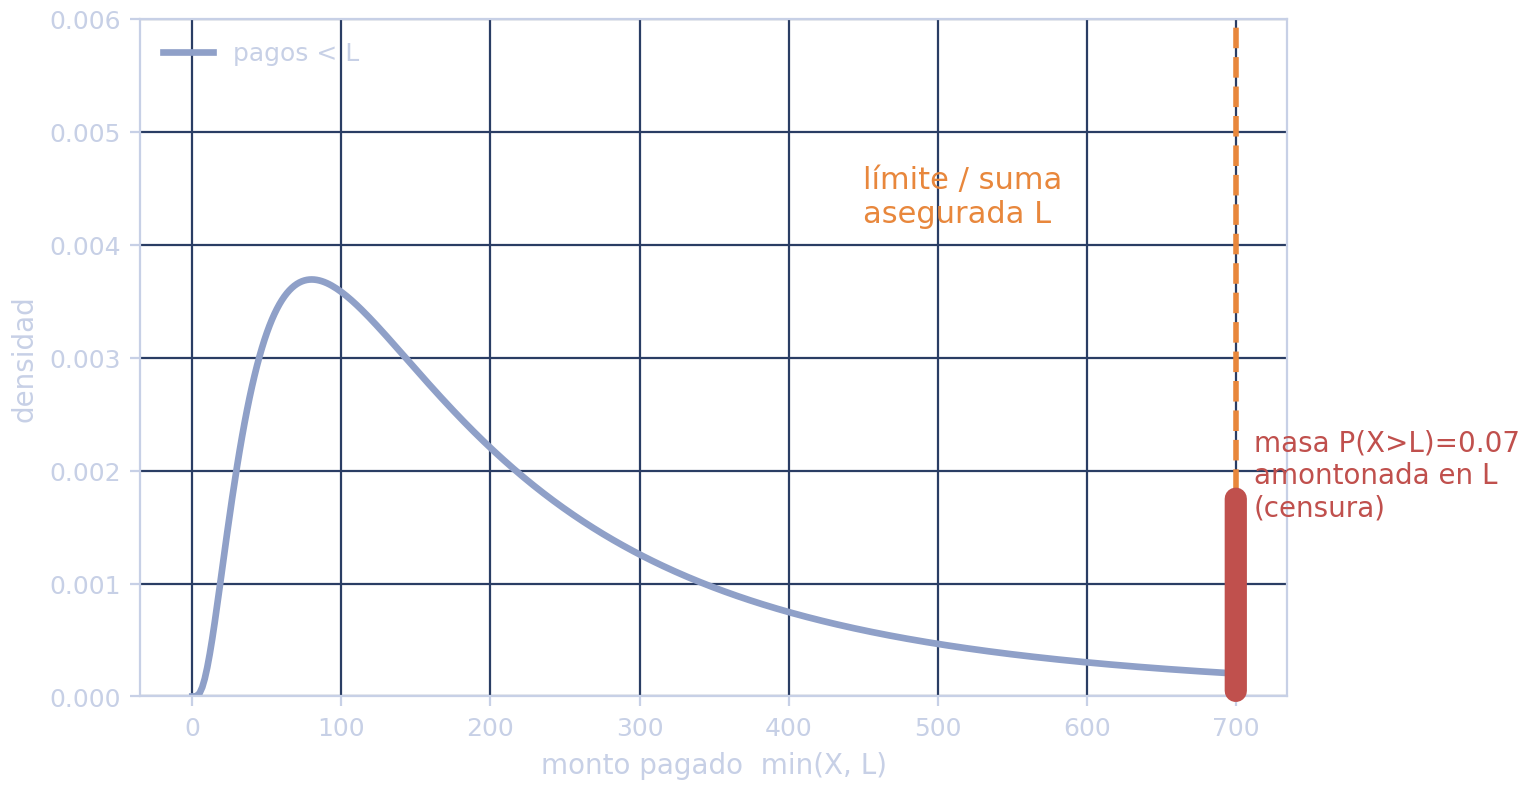 0.006
0.005
0.004
0.003
0.002
0.001
0.000
densidad
pagos < L
límite / suma
asegurada L
masa P(X>L)=0.07
amontonada en L
(censura)
0 100 200 300 400 500 600 700
monto pagado min(X, L)